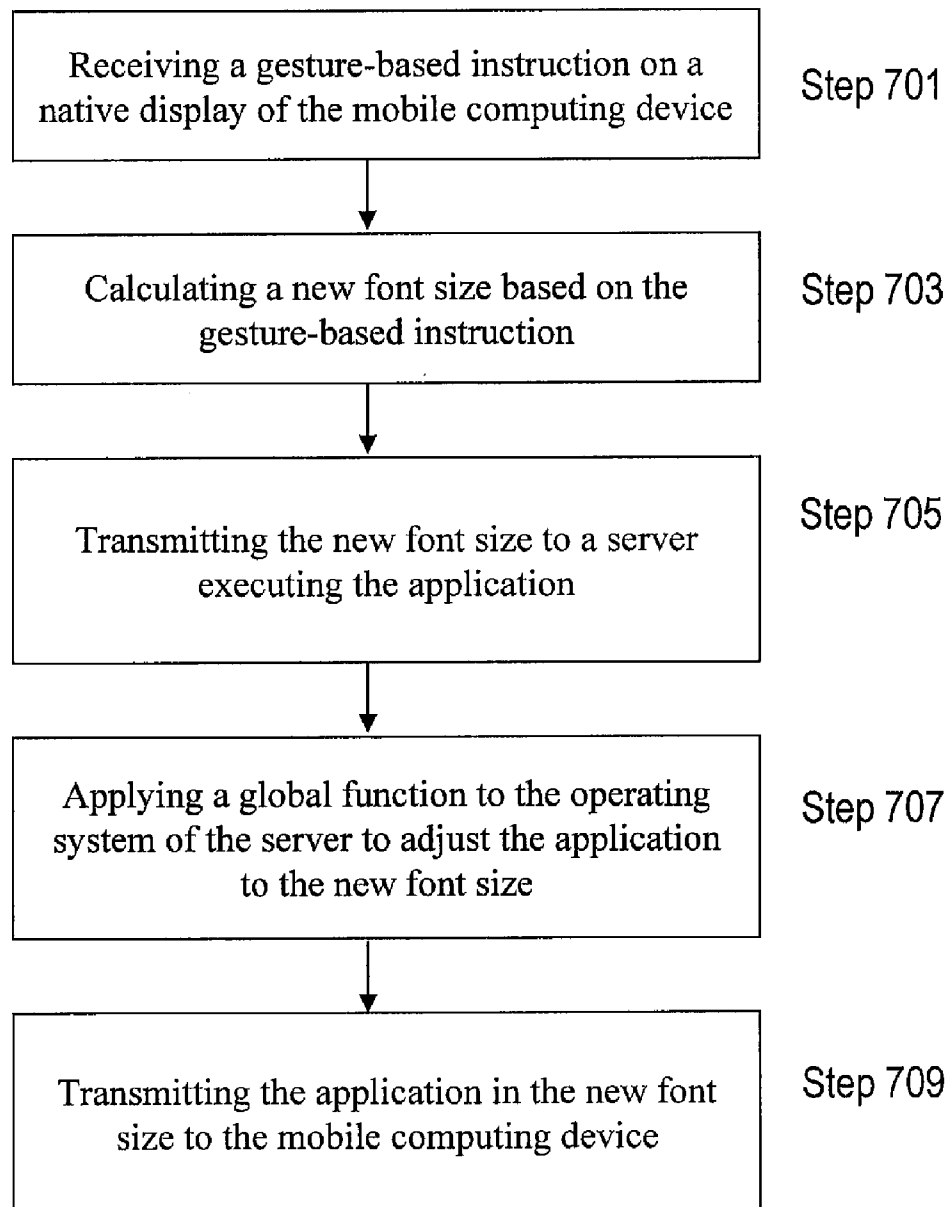 Receiving a gesture-based instruction on a
native display of the mobile computing device
Step 701
Calculating a new font size based on the
gesture-based instruction
Step 703
Transmitting the new font size to a server
executing the application
Step 705
Applying a global function to the operating
system of the server to adjust the application
to the new font size
Step 707
Transmitting the application in the new font
size to the mobile computing device
Step 709